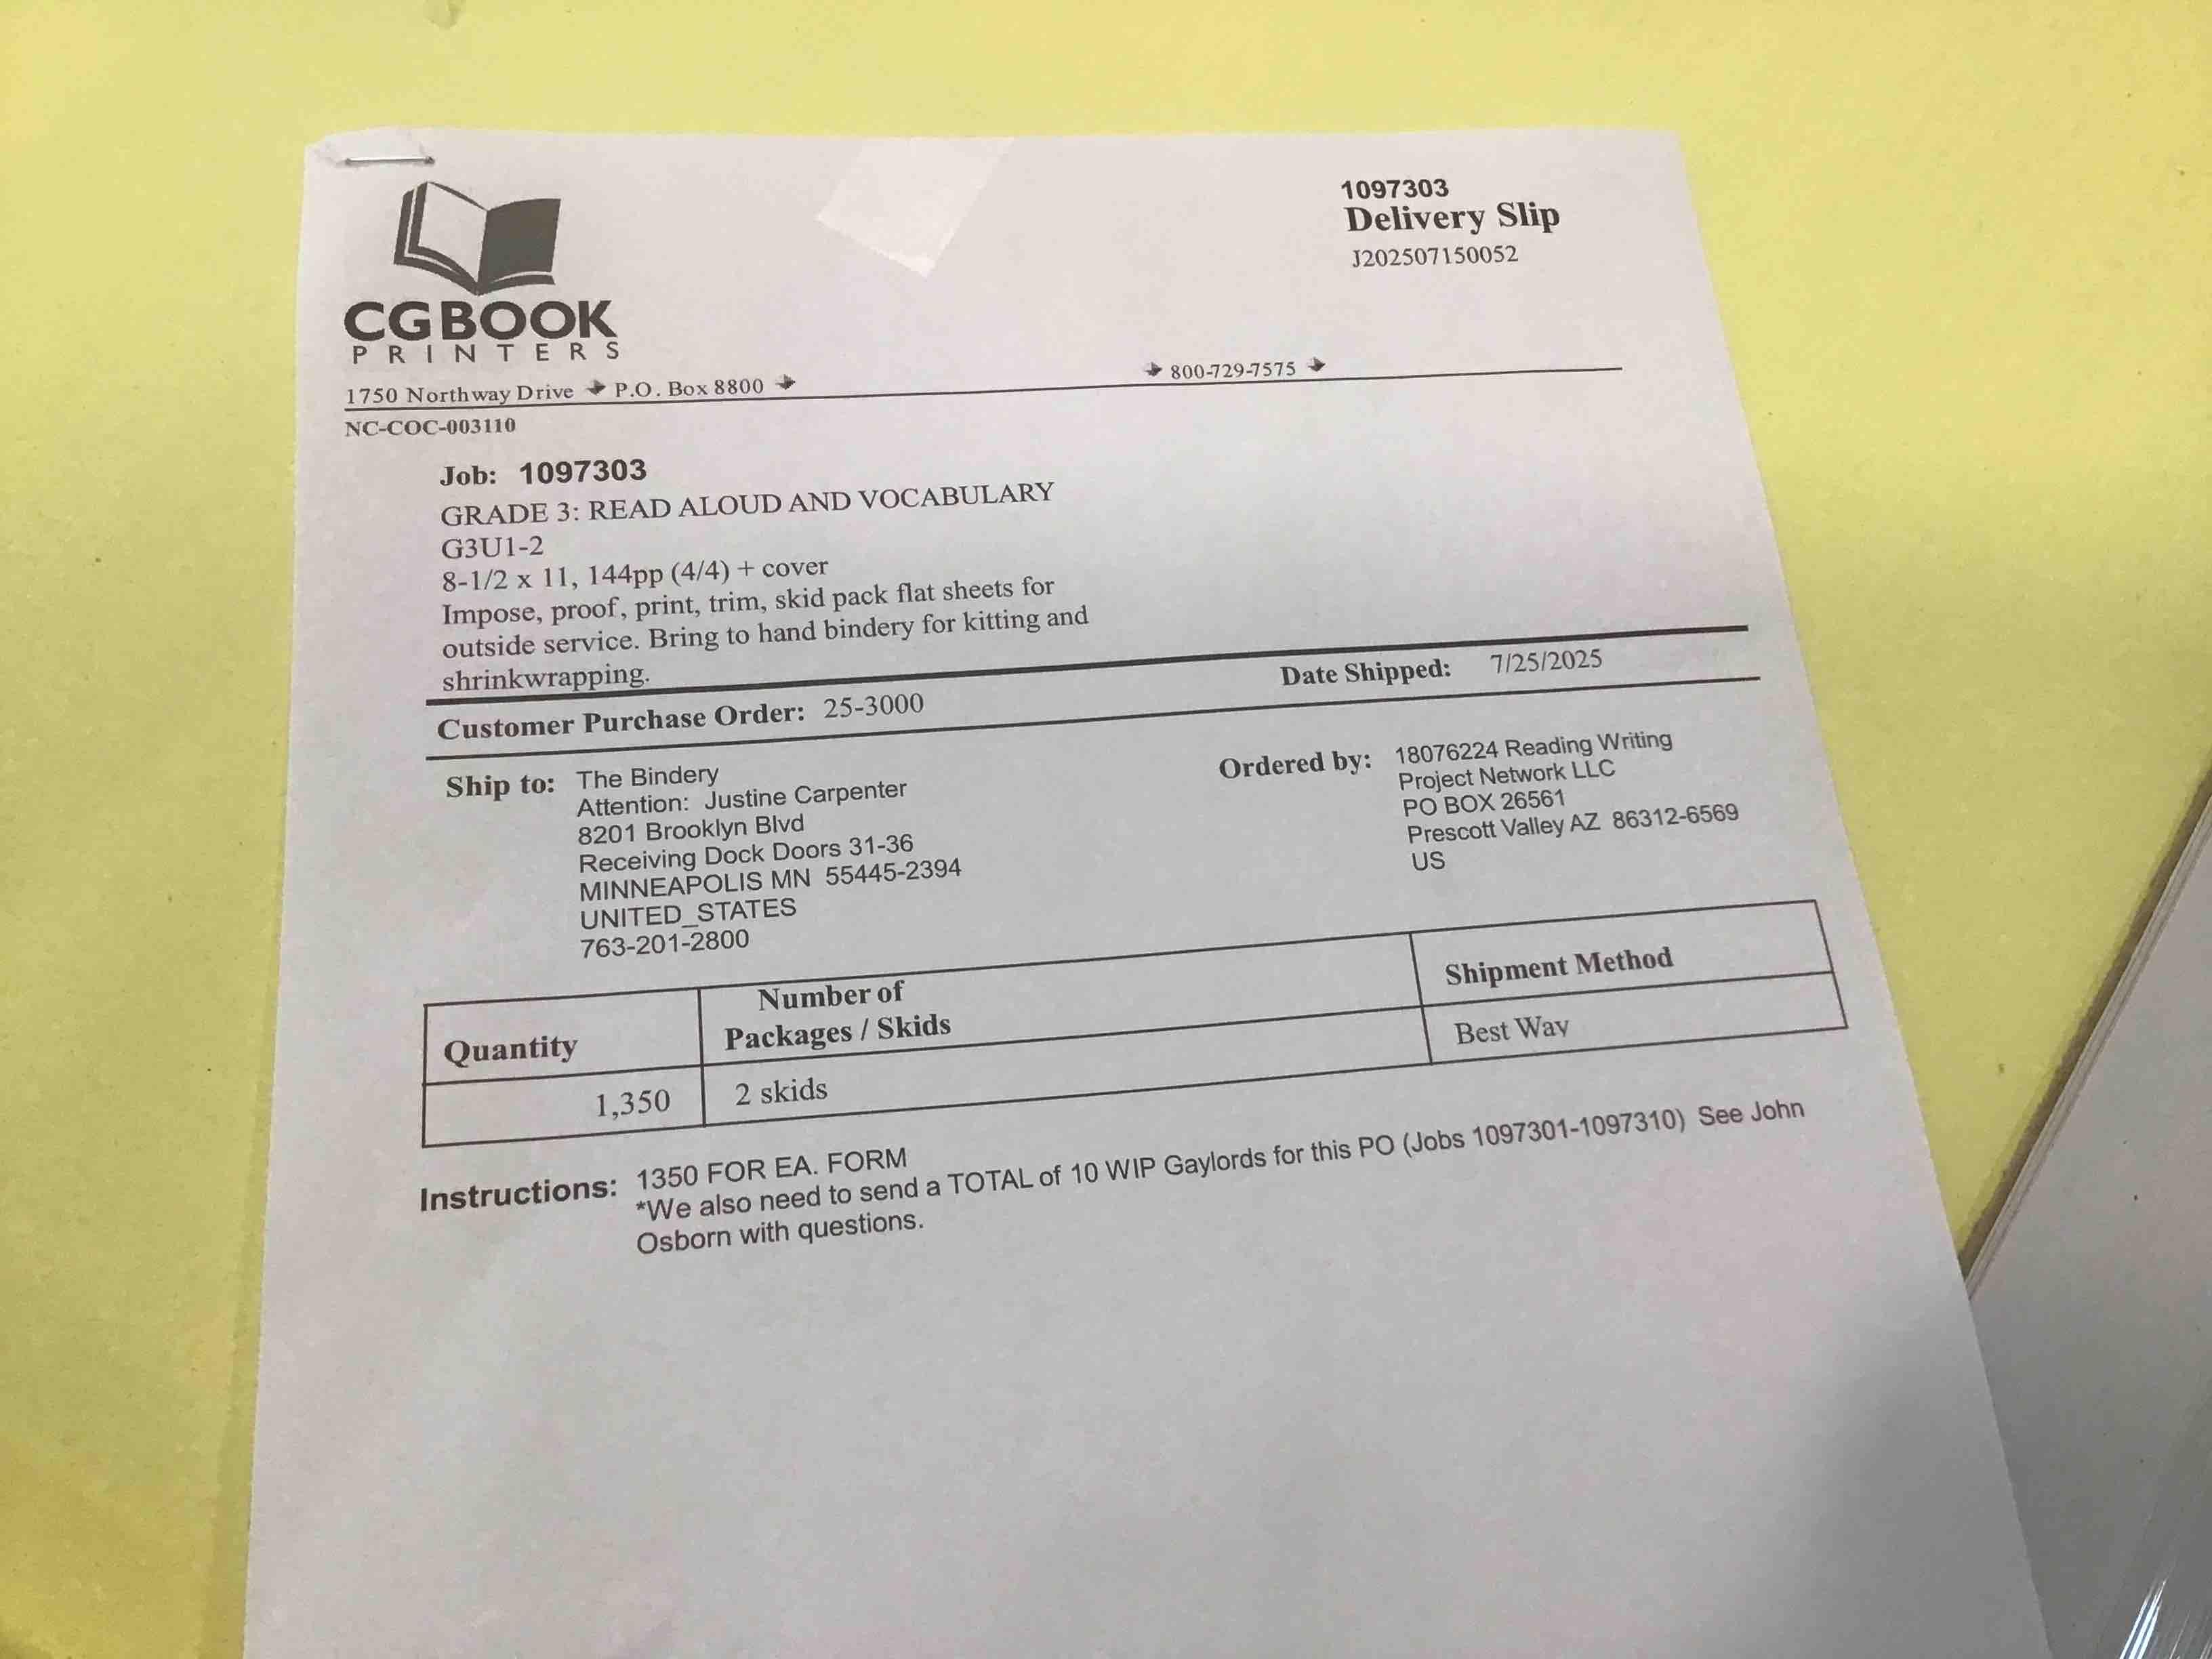 1097303
Delivery Slip
J202507150052
CGBOOK
PRINTERS
1750 Northway Drive P.O. Box 8800 800-729-7575
NC-COC-003110
Job: 1097303
GRADE 3: READ ALOUD AND VOCABULARY
G3U1-2
8-1/2 x 11, 144pp (4/4) + cover
Impose, proof, print, trim, skid pack flat sheets for
outside service. Bring to hand bindery for kitting and
shrinkwrapping.
Customer Purchase Order: 25-3000 Date Shipped: 7/25/2025
Ship to: The Bindery
Attention: Justine Carpenter
8201 Brooklyn Blvd
Receiving Dock Doors 31-36
MINNEAPOLIS MN 55445-2394
UNITED_STATES
763-201-2800
Ordered by: 18076224 Reading Writing
Project Network LLC
PO BOX 26561
Prescott Valley AZ 86312-6569
US
Quantity
Number of
Packages / Skids
Shipment Method
1,350 2 skids Best Way
Instructions: 1350 FOR EA. FORM
*We also need to send a TOTAL of 10 WIP Gaylords for this PO (Jobs 1097301-1097310) See John
Osborn with questions.